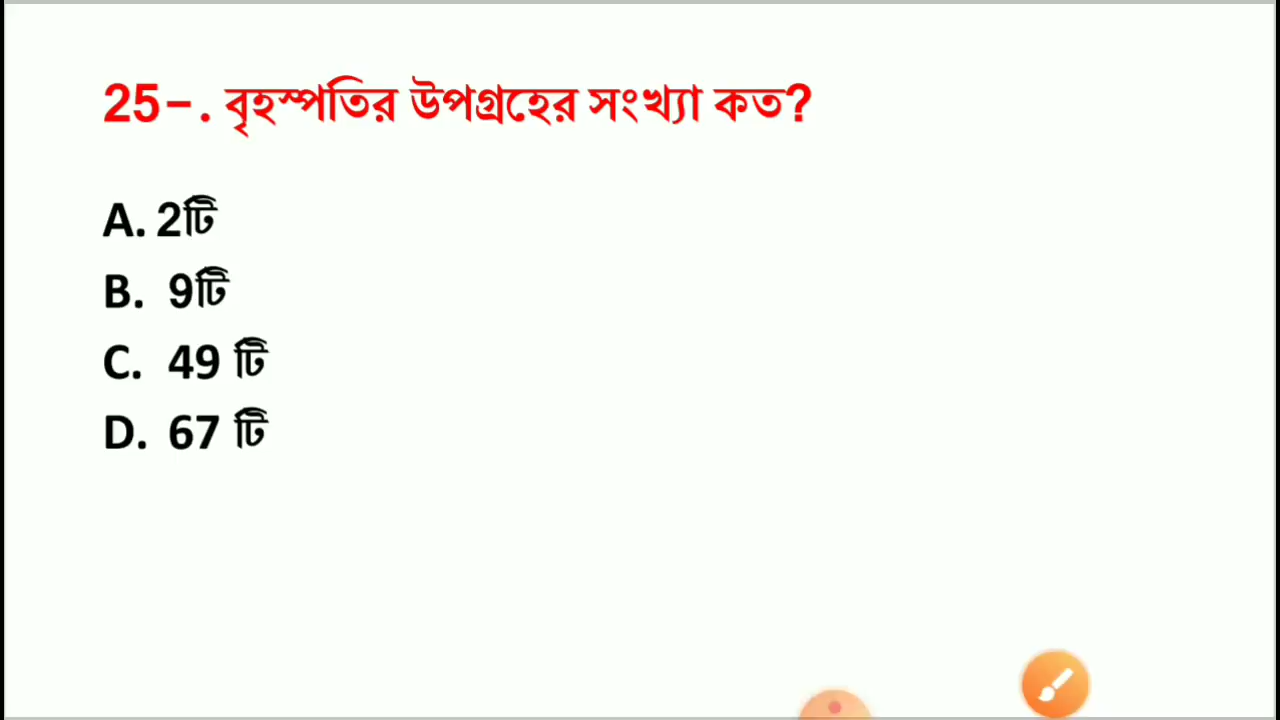 25-. বৃহস্পতির উপগ্রহের সংখ্যা কত?
A. 2টি
B. 9টি
C. 49 টি
D. 67 টি